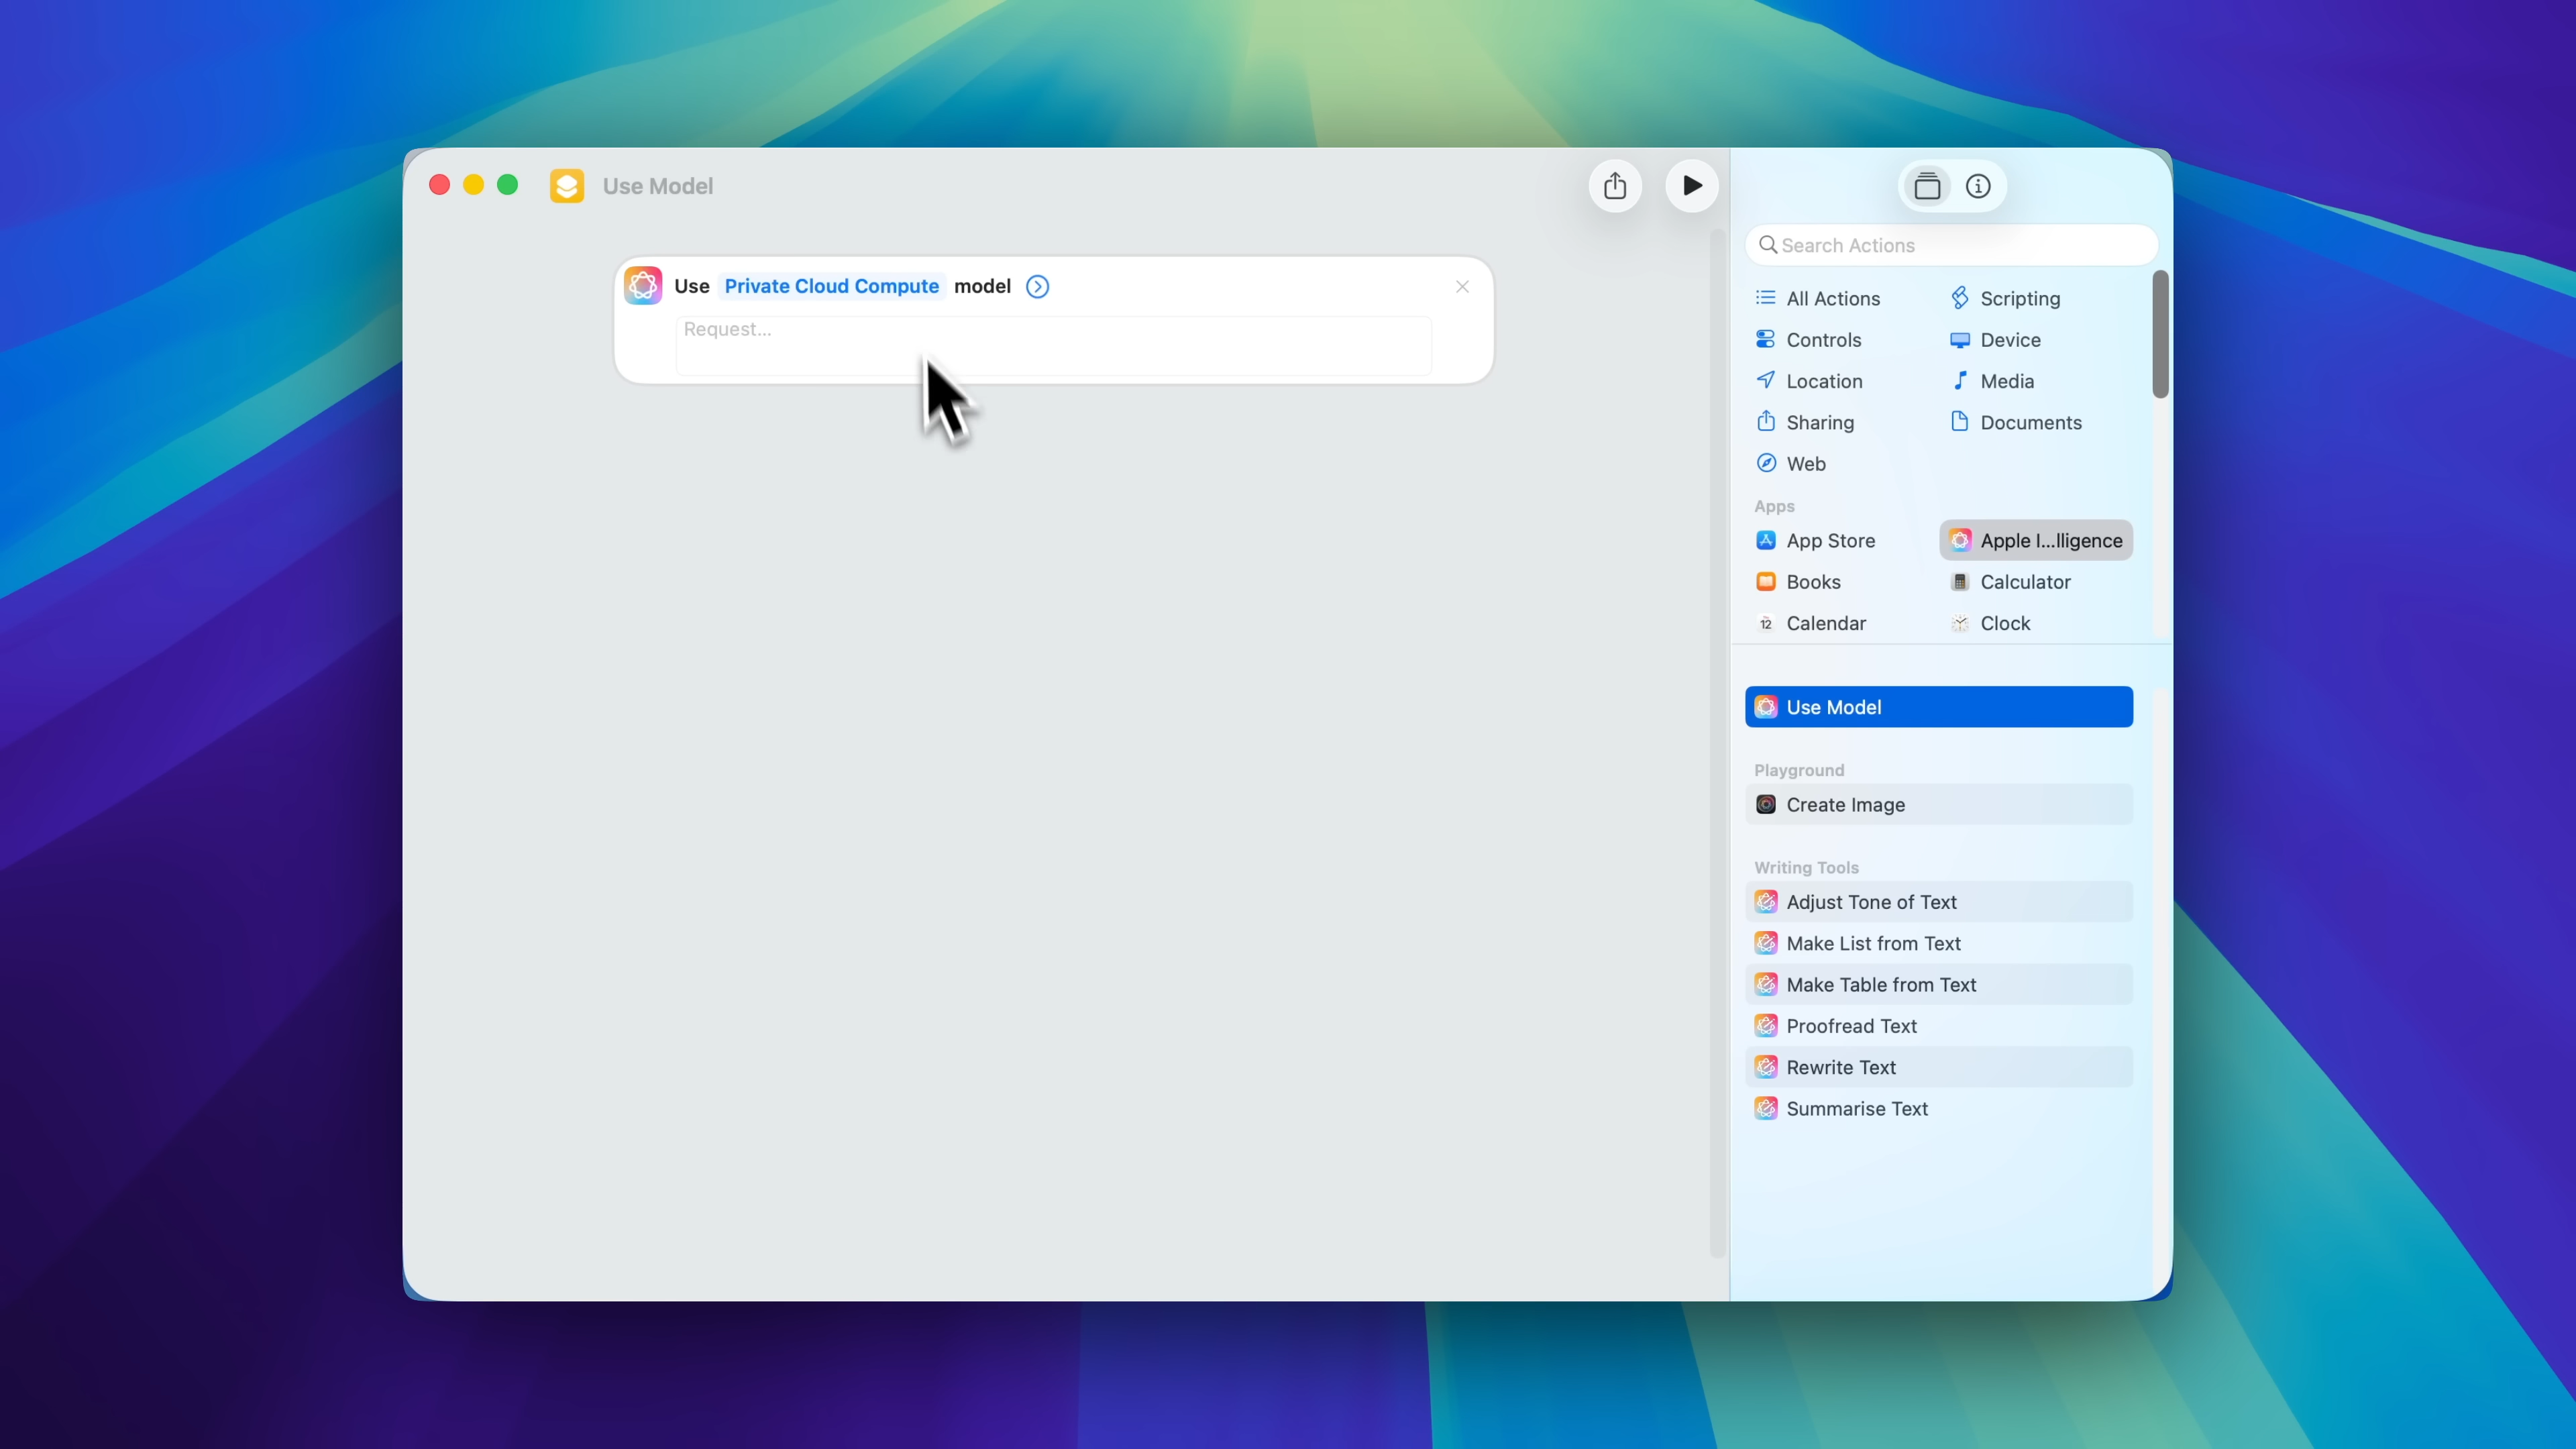 Use Model
Use Private Cloud Compute model
Request...
Search Actions
All Actions
Scripting
Controls
Device
Location
Media
Sharing
Documents
Web
Apps
App Store
Apple I...lligence
Books
Calculator
12 Calendar
Clock
Use Model
Playground
Create Image
Writing Tools
Adjust Tone of Text
Make List from Text
Make Table from Text
Proofread Text
Rewrite Text
Summarise Text